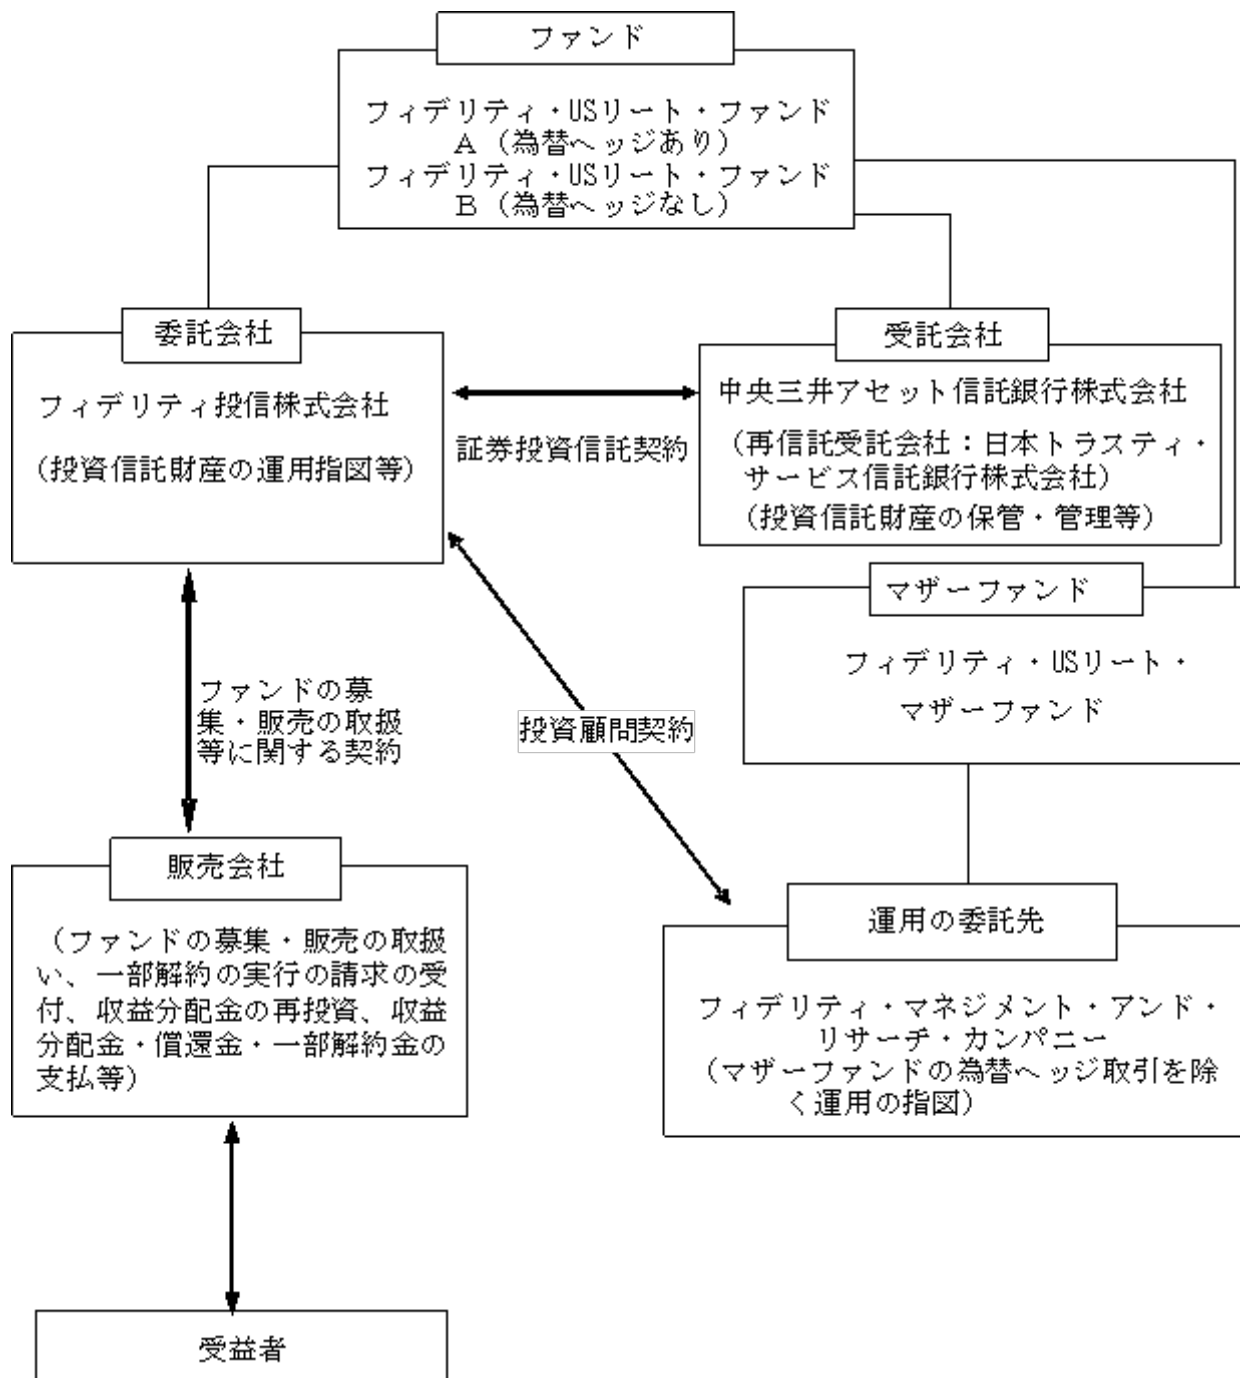 ファンド
フィデリティ・USリート・ファンド
A（為替ヘッジあり）
フィデリティ・USリート・ファンド
B（為替ヘッジなし）
委託会社
フィデリティ投信株式会社
（投資信託財産の運用指図等）
証券投資信託契約
受託会社
中央三井アセット信託銀行株式会社
（再信託受託会社：日本トラスティ・
サービス信託銀行株式会社）
（投資信託財産の保管・管理等）
マザーファンド
フィデリティ・USリート・
マザーファンド
ファンドの募
集・販売の取扱
等に関する契約
投資顧問契約
販売会社
（ファンドの募集・販売の取扱
い、一部解約の実行の請求の受
付、収益分配金の再投資、収益
分配金・償還金・一部解約金の
支払等）
運用の委託先
フィデリティ・マネジメント・アンド・
リサーチ・カンパニー
（マザーファンドの為替ヘッジ取引を除
く運用の指図）
受益者